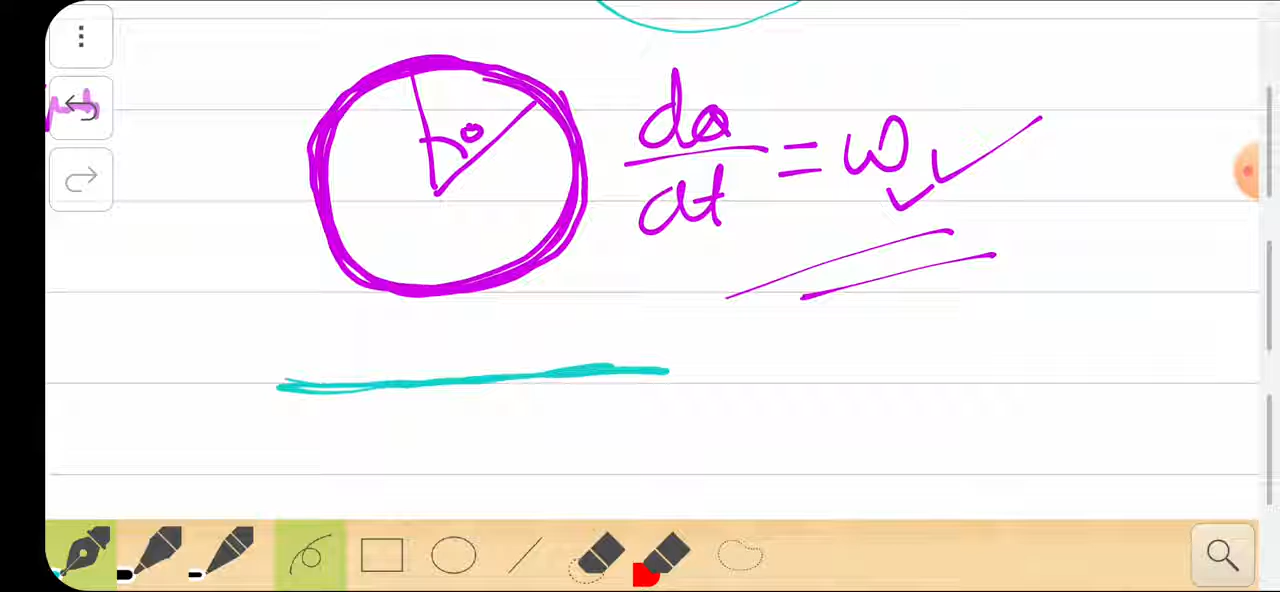 θ
dθ/dt = ω